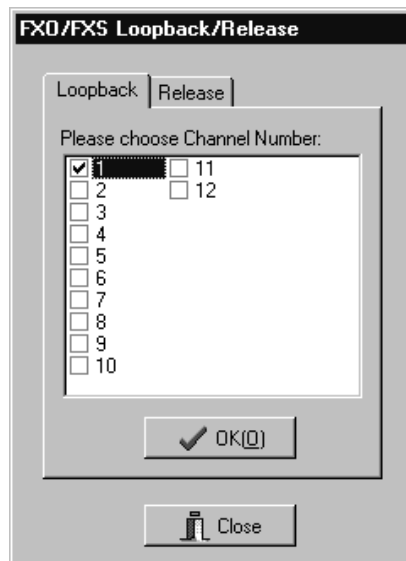 FXO/FXS Loopback/Release
Loopback Release
Please choose Channel Number:
1 11
2 12
3
4
5
6
7
8
9
10
OK(O)
Close